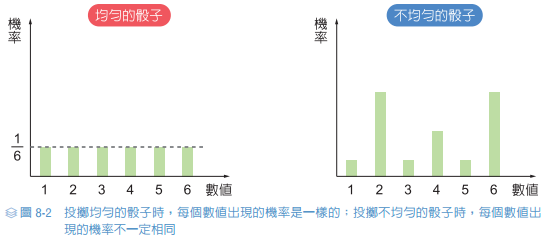 均勻的骰子
機率
1/6
1 2 3 4 5 6 數值
不均勻的骰子
機率
1 2 3 4 5 6 數值
圖 8-2 投擲均勻的骰子時，每個數值出現的機率是一樣的；投擲不均勻的骰子時，每個數值出
現的機率不一定相同